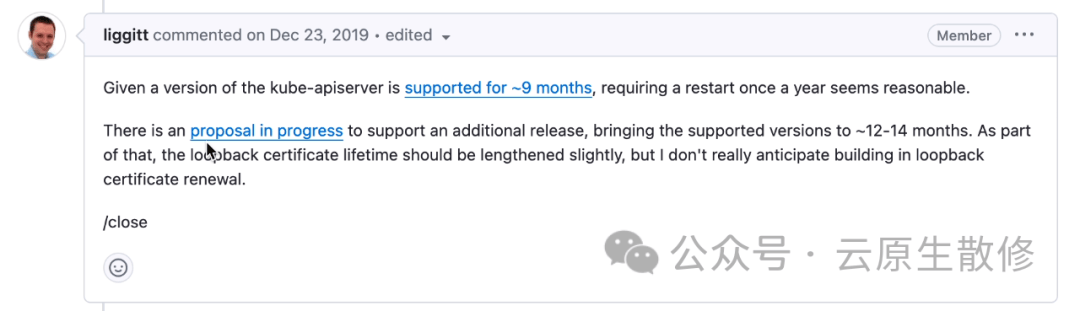 liggitt commented on Dec 23, 2019 • edited
Member
Given a version of the kube-apiserver is supported for ~9 months, requiring a restart once a year seems reasonable.
There is an proposal in progress to support an additional release, bringing the supported versions to ~12-14 months. As part
of that, the loopback certificate lifetime should be lengthened slightly, but I don't really anticipate building in loopback
certificate renewal.
/close
公众号 · 云原生散修